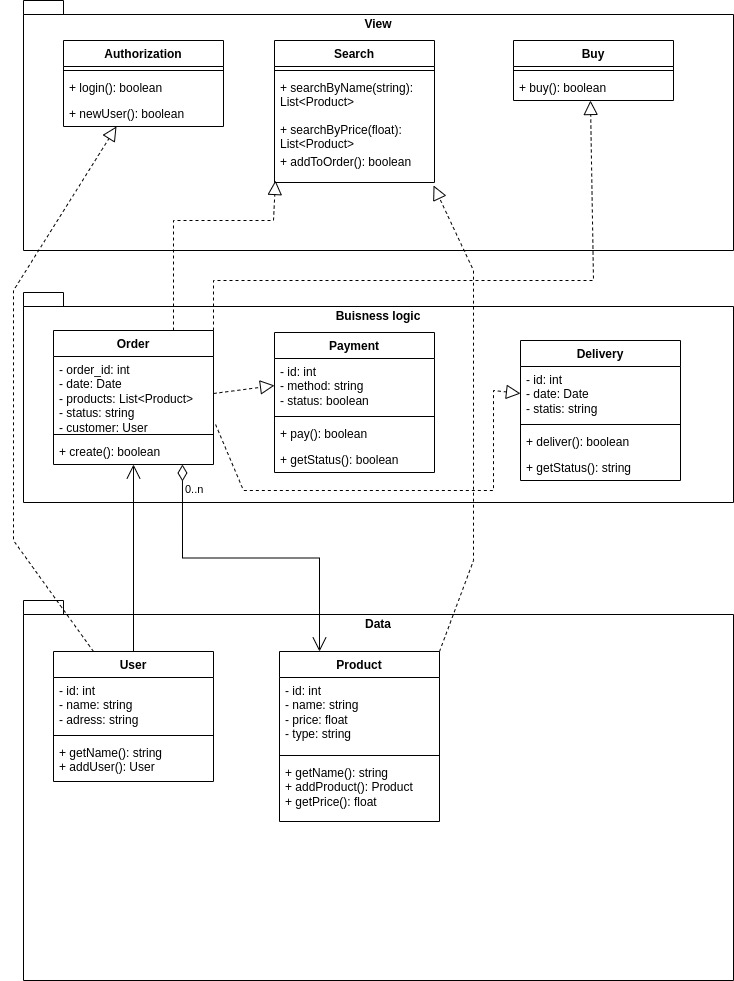 View
Authorization
+ login(): boolean
+ newUser(): boolean
Search
+ searchByName(string):
List<Product>
+ searchByPrice(float):
List<Product>
+ addToOrder(): boolean
Buy
+ buy(): boolean
Buisness logic
Order
- order_id: int
- date: Date
- products: List<Product>
- status: string
- customer: User
+ create(): boolean
Payment
- id: int
- method: string
- status: boolean
+ pay(): boolean
+ getStatus(): boolean
Delivery
- id: int
- date: Date
- statis: string
+ deliver(): boolean
+ getStatus(): string
0..n
Data
User
- id: int
- name: string
- adress: string
+ getName(): string
+ addUser(): User
Product
- id: int
- name: string
- price: float
- type: string
+ getName(): string
+ addProduct(): Product
+ getPrice(): float